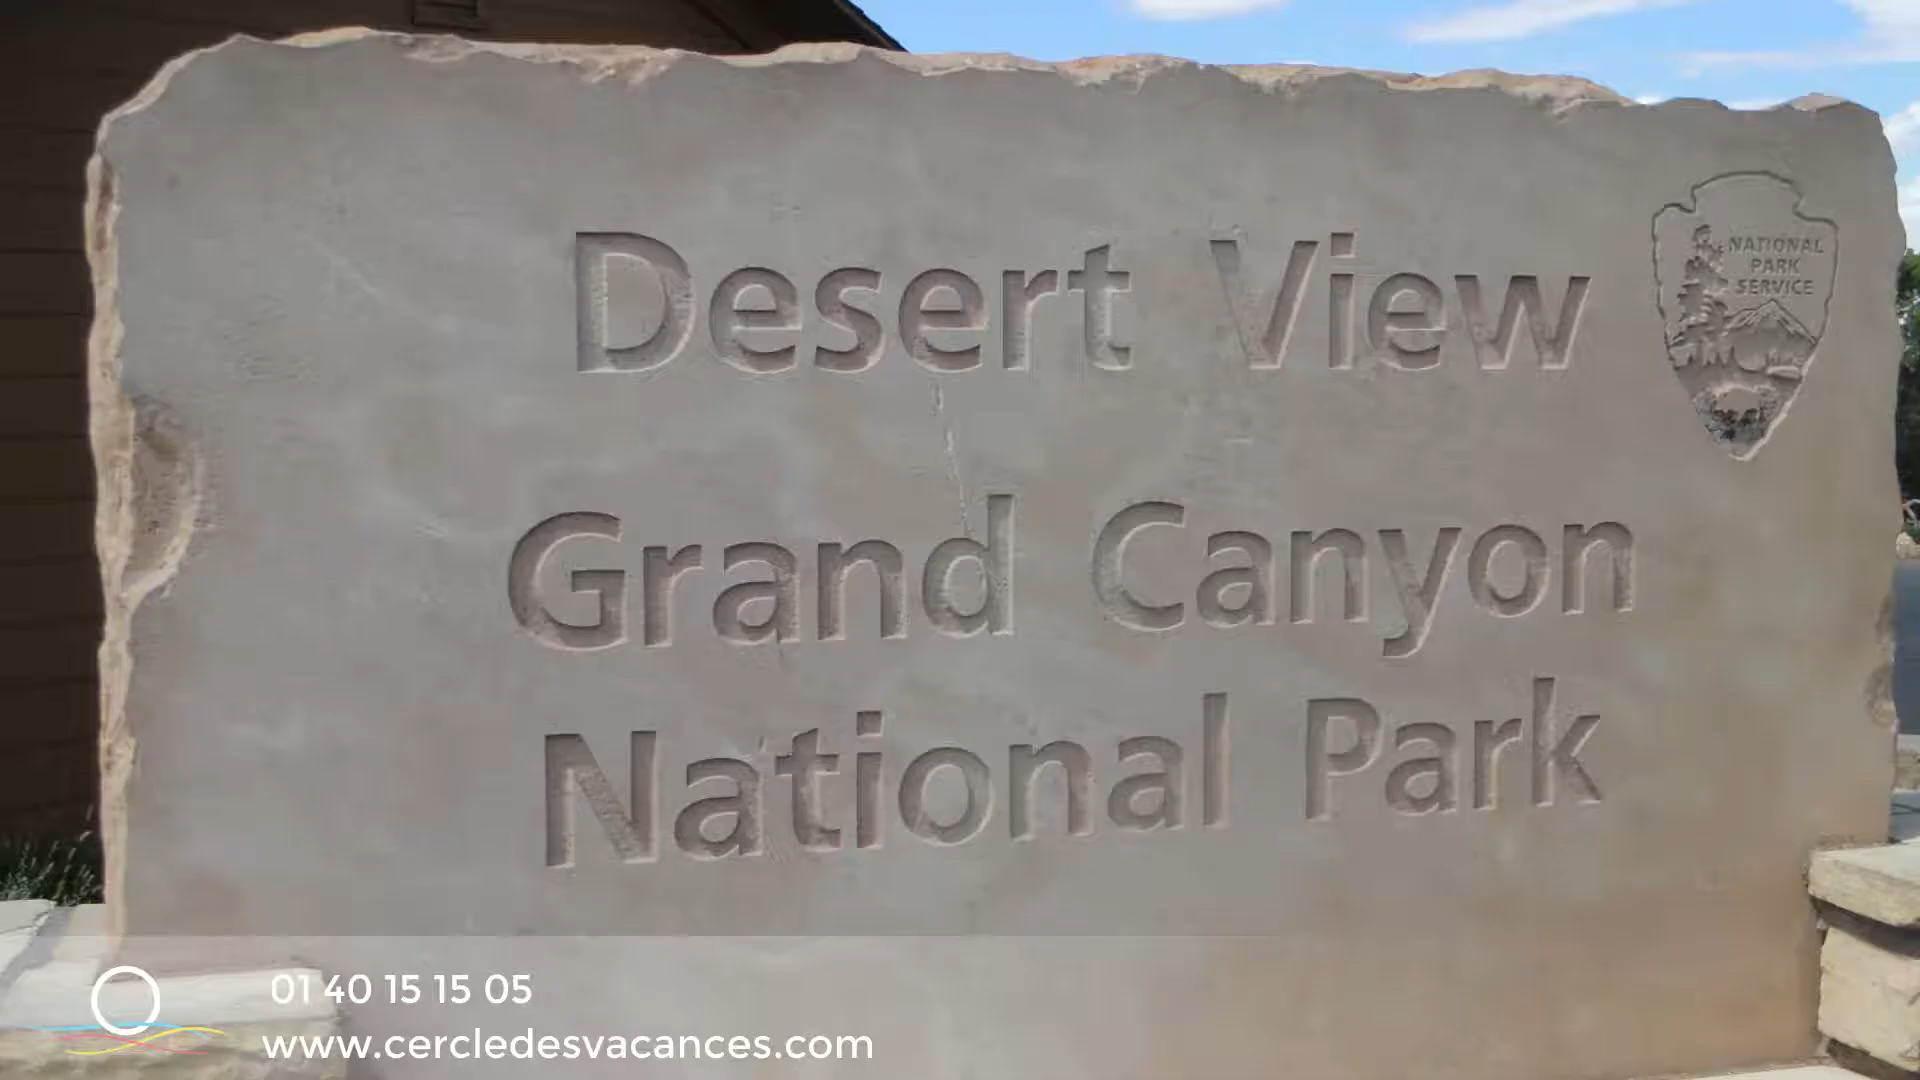 Desert View
NATIONAL
PARK
SERVICE
Grand Canyon
National Park
01 40 15 15 05
www.cercledesvacances.com